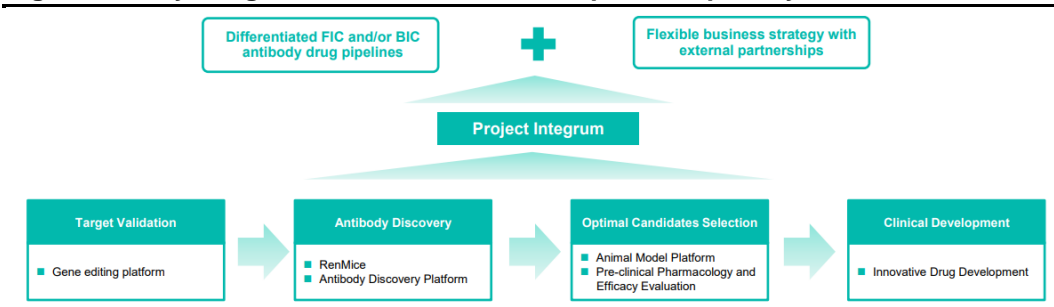 Differentiated FIC and/or BIC
antibody drug pipelines
Flexible business strategy with
external partnerships
Project Integrum
Target Validation
Gene editing platform
Antibody Discovery
RenMice
Antibody Discovery Platform
Optimal Candidates Selection
Animal Model Platform
Pre-clinical Pharmacology and
Efficacy Evaluation
Clinical Development
Innovative Drug Development